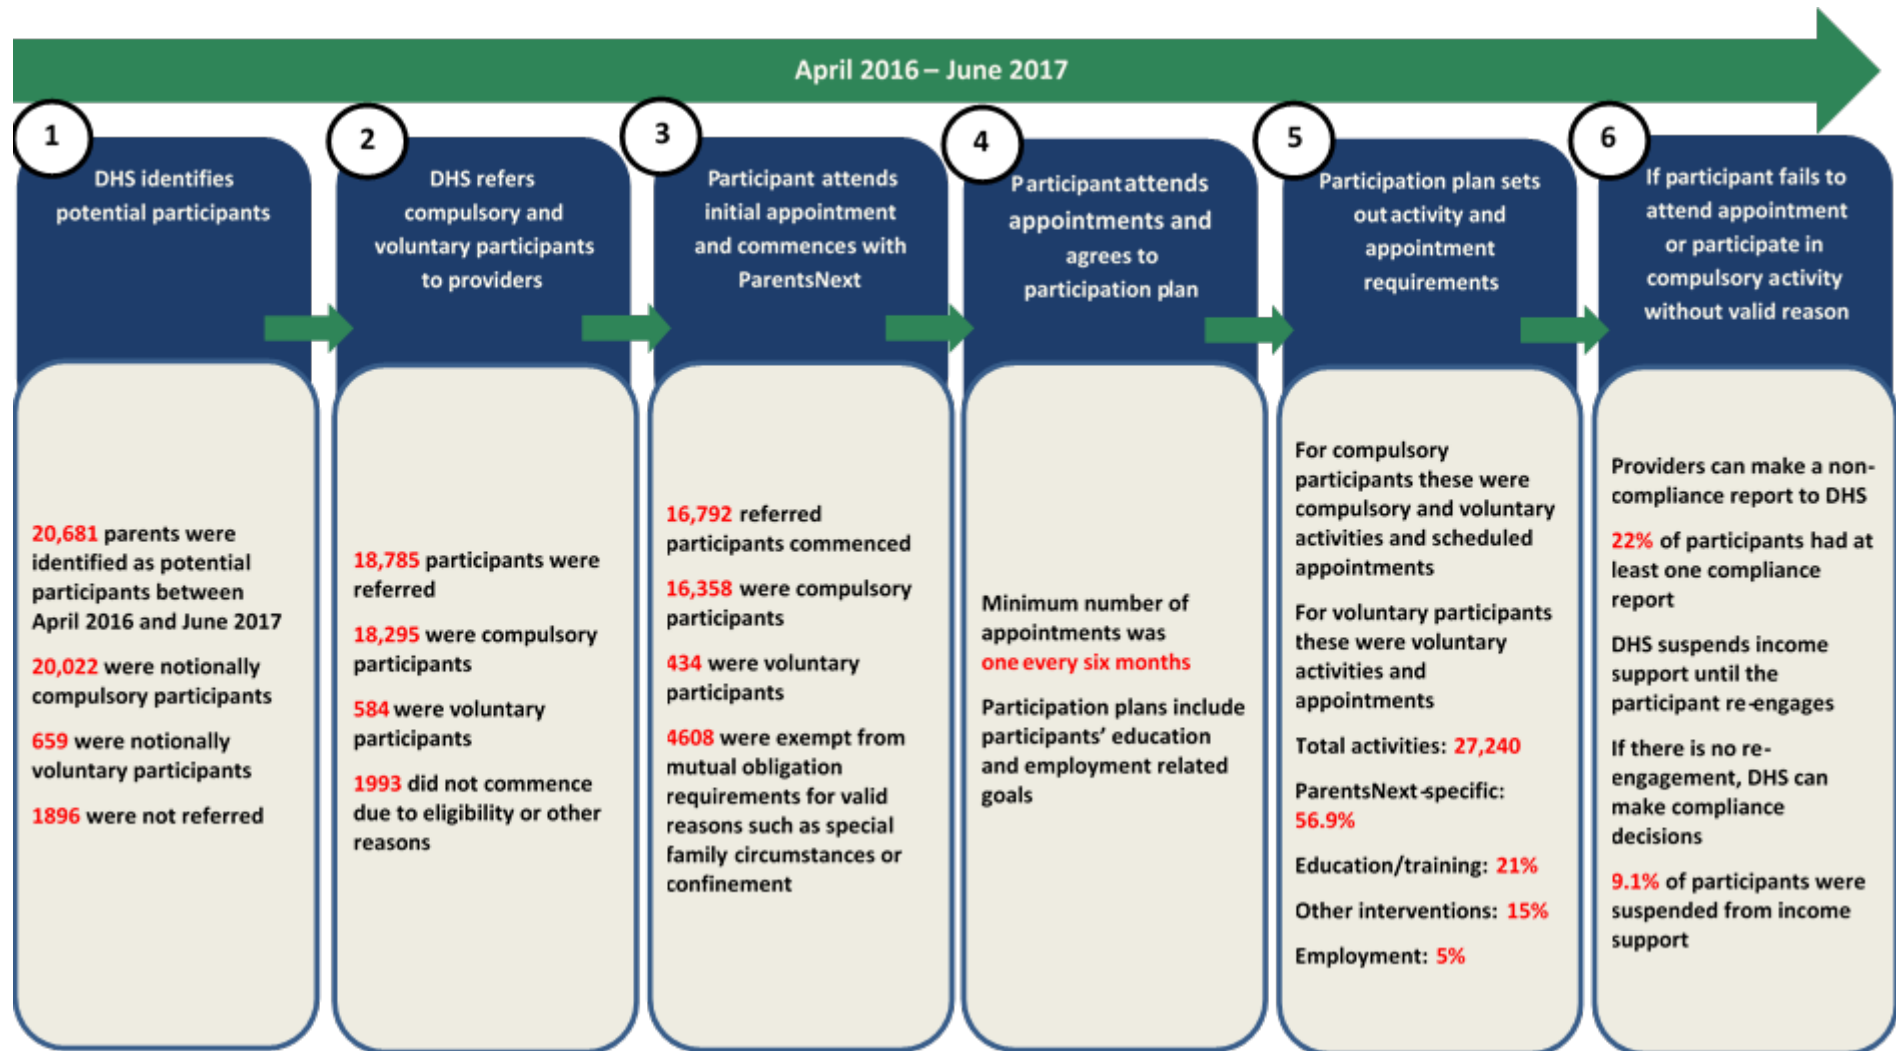 April 2016 – June 2017
1
DHS identifies
potential participants
20,681 parents were
identified as potential
participants between
April 2016 and June 2017
20,022 were notionally
compulsory participants
659 were notionally
voluntary participants
1896 were not referred
2
DHS refers
compulsory and
voluntary participants
to providers
18,785 participants were
referred
18,295 were compulsory
participants
584 were voluntary
participants
1993 did not commence
due to eligibility or other
reasons
3
Participant attends
initial appointment
and commences with
ParentsNext
16,792 referred
participants commenced
16,358 were compulsory
participants
434 were voluntary
participants
4608 were exempt from
mutual obligation
requirements for valid
reasons such as special
family circumstances or
confinement
4
Participant attends
appointments and
agrees to
participation plan
Minimum number of
appointments was
one every six months
Participation plans include
participants' education
and employment related
goals
5
Participation plan sets
out activity and
appointment
requirements
For compulsory
participants these were
compulsory and voluntary
activities and scheduled
appointments
For voluntary participants
these were voluntary
activities and
appointments
Total activities: 27,240
ParentsNext-specific:
56.9%
Education/training: 21%
Other interventions: 15%
Employment: 5%
6
If participant fails to
attend appointment
or participate in
compulsory activity
without valid reason
Providers can make a non-
compliance report to DHS
22% of participants had at
least one compliance
report
DHS suspends income
support until the
participant re-engages
If there is no re-
engagement, DHS can
make compliance
decisions
9.1% of participants were
suspended from income
support